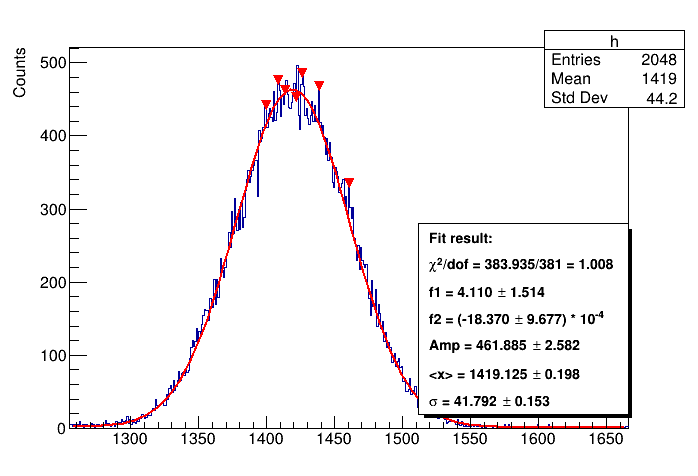 h
Entries 2048
Mean 1419
Std Dev 44.2
Counts
500
400
300
200
100
0
Fit result:
χ²/dof = 383.935/381 = 1.008
f1 = 4.110 ± 1.514
f2 = (-18.370 ± 9.677) * 10⁻⁴
Amp = 461.885 ± 2.582
<x> = 1419.125 ± 0.198
σ = 41.792 ± 0.153
1300 1350 1400 1450 1500 1550 1600 1650